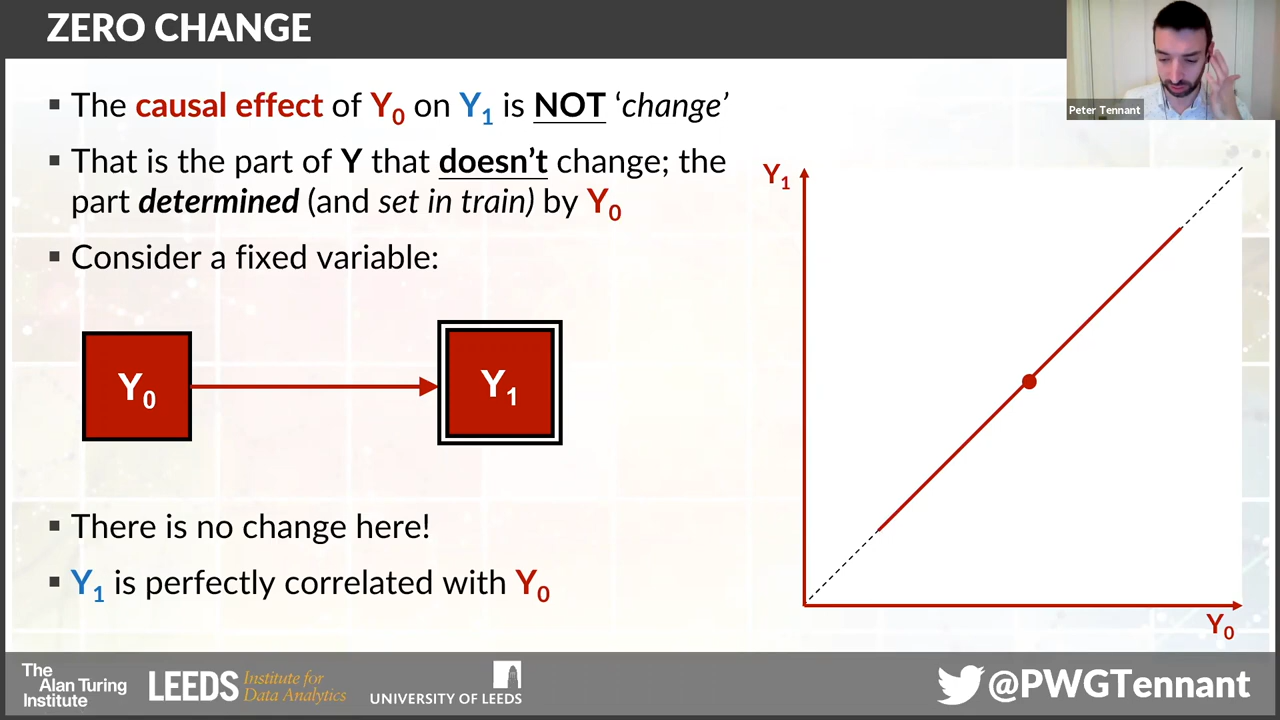 ZERO CHANGE
Peter Tennant
▪ The causal effect of Y₀ on Y₁ is NOT ‘change’
▪ That is the part of Y that doesn’t change; the
part determined (and set in train) by Y₀
▪ Consider a fixed variable:
Y₀
Y₁
▪ There is no change here!
▪ Y₁ is perfectly correlated with Y₀
Y₁
Y₀
The
Alan Turing
Institute
LEEDS Institute for
Data Analytics
UNIVERSITY OF LEEDS
@PWGTennant